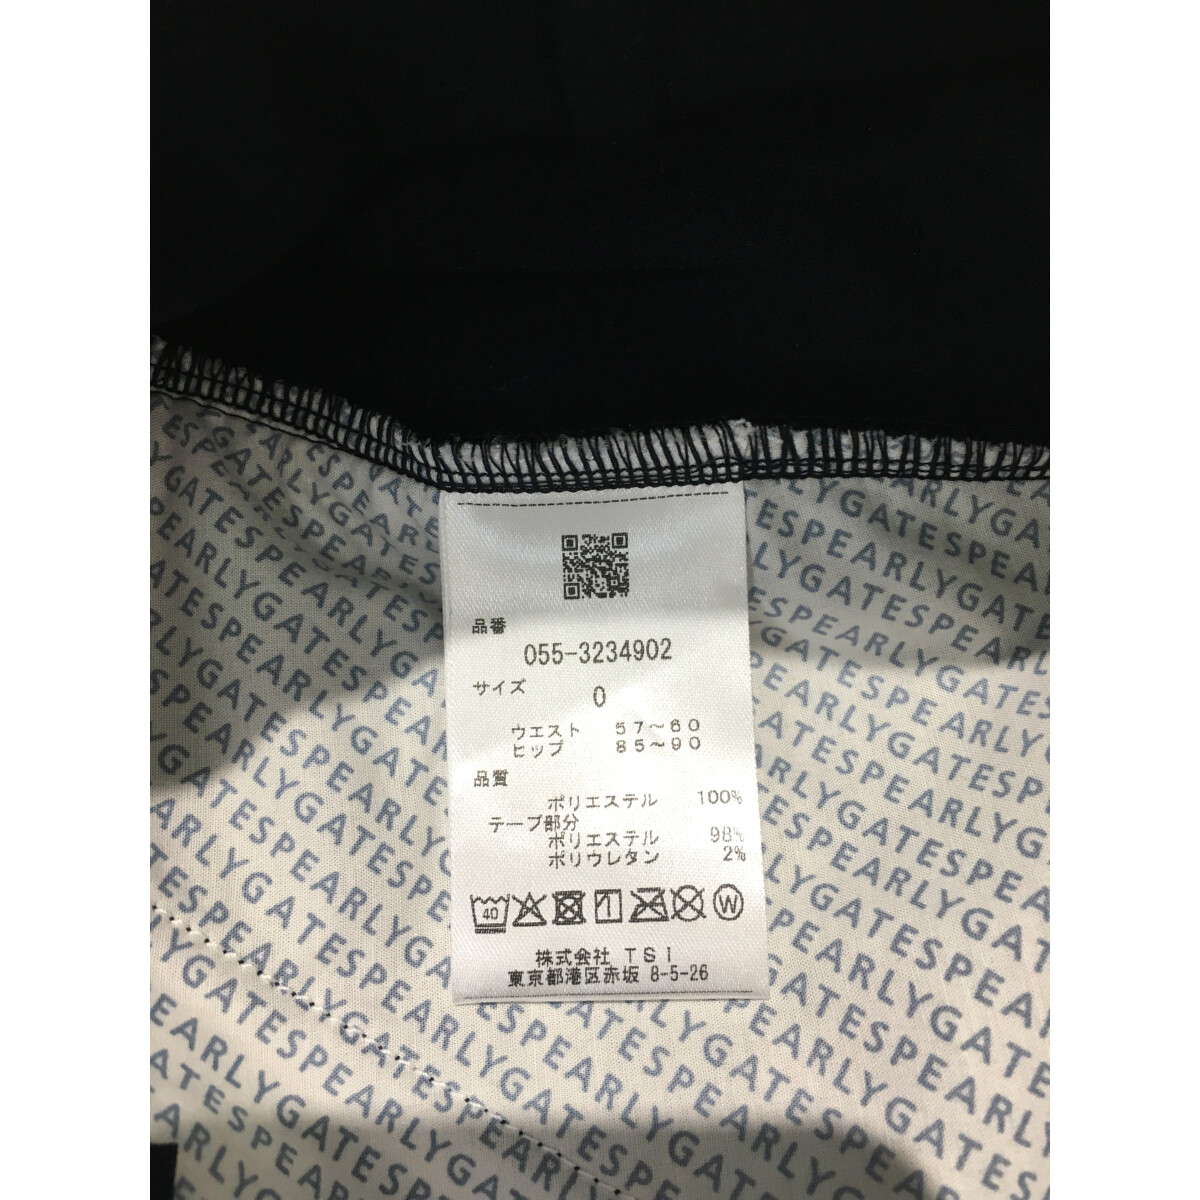 品番
055-3234902
サイズ
0
ウエスト 57～60
ヒップ 85～90
品質
ポリエステル 100%
テープ部分
ポリエステル 98%
ポリウレタン 2%
40 W
株式会社 TSI
東京都港区赤坂 8-5-26
PEARLYGATESPEARLYGATES